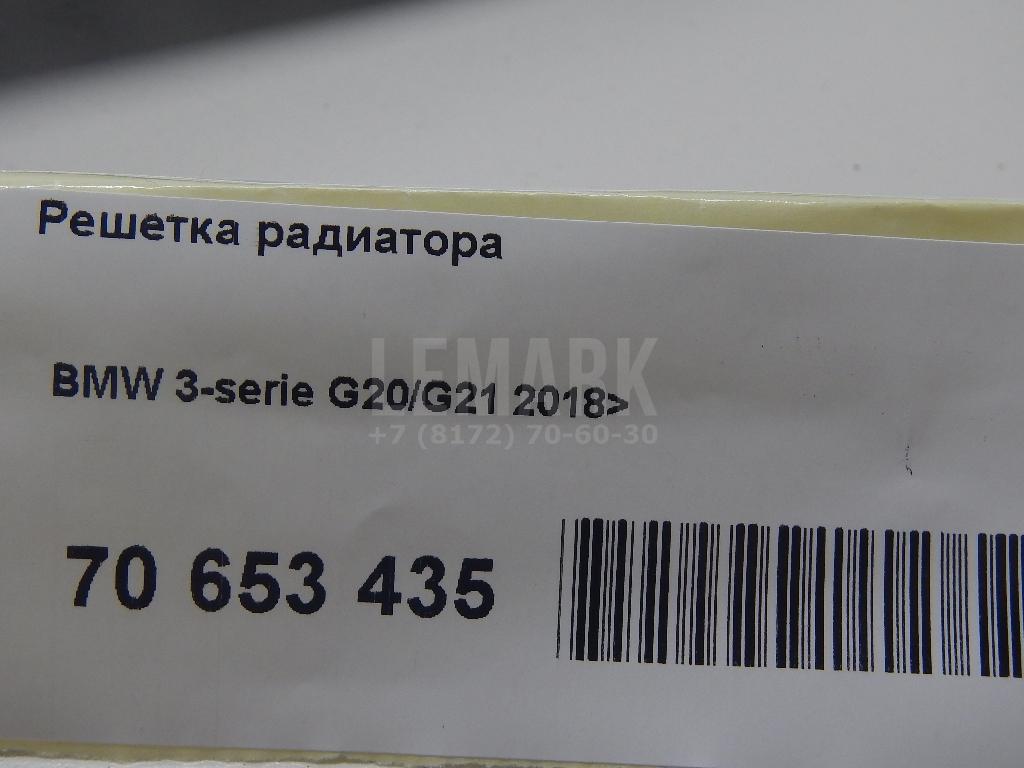 Решетка радиатора
LEMARK
BMW 3-serie G20/G21 2018>
+7 (8172) 70-60-30
70 653 435